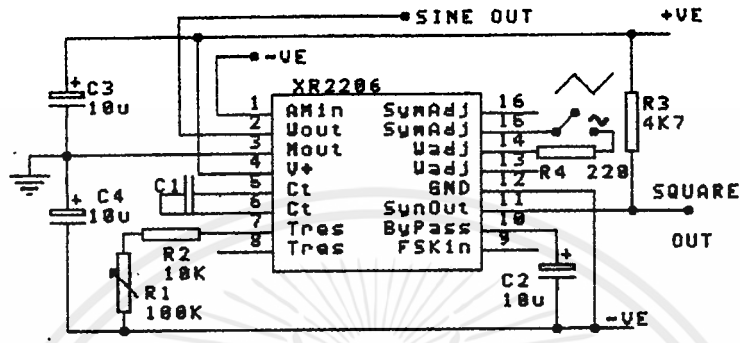 SINE OUT
+VE
-VE
XR2206
C3
10u
1 AMin SymAdj 16
2 Wout SymAdj 15
3 Mout Wadj 14
4 V+ Wadj 13
5 Ct GND 12
6 Ct SynOut 11
7 Tres ByPass 10
8 Tres FSKin 9
R3
4K7
~
R4 220
SQUARE
OUT
+
+
+
C4
10u
C1
R2
10K
R1
100K
C2
10u
-VE